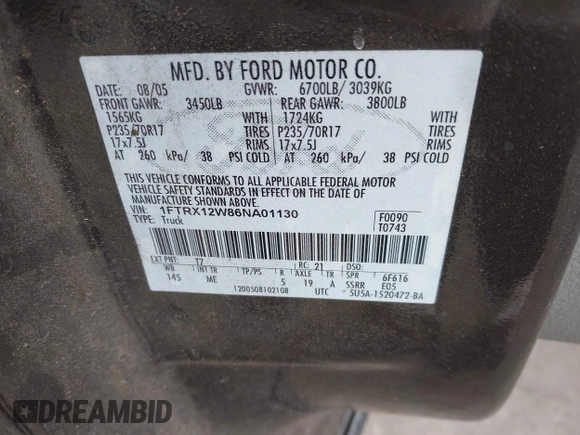 MFD. BY FORD MOTOR CO.
DATE: 08/05 GVWR: 6700LB/ 3039KG
FRONT GAWR: 3450LB REAR GAWR: 3800LB
1565KG WITH 1724KG WITH
P235/70R17 TIRES P235/70R17 TIRES
17x7.5J RIMS 17x7.5J RIMS
AT 260 kPa/ 38 PSI COLD AT 260 kPa/ 38 PSI COLD
THIS VEHICLE CONFORMS TO ALL APPLICABLE FEDERAL MOTOR
VEHICLE SAFETY STANDARDS IN EFFECT ON THE DATE OF
MANUFACTURE SHOWN ABOVE.
VIN: 1FTRX12W86NA01130 F0090
TYPE: Truck T0743
EXT PNT: T7 RC: 21 DSO:
WB INT TR TP/PS R AXLE TR 6F616
145 ME 5 19 A SSRR E05
1200508102108 UTC 5U5A-1520472-BA
DREAMBID